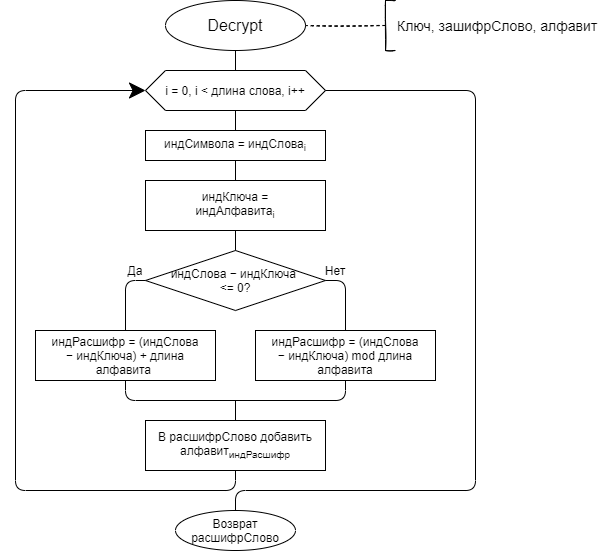 Decrypt
Ключ, зашифрСлово, алфавит
i = 0, i < длина слова, i++
индСимвола = индСловаi
индКлюча =
индАлфавитаi
Да
индСлова − индКлюча
<= 0?
Нет
индРасшифр = (индСлова
− индКлюча) + длина
алфавита
индРасшифр = (индСлова
− индКлюча) mod длина
алфавита
В расшифрСлово добавить
алфавитиндРасшифр
Возврат
расшифрСлово